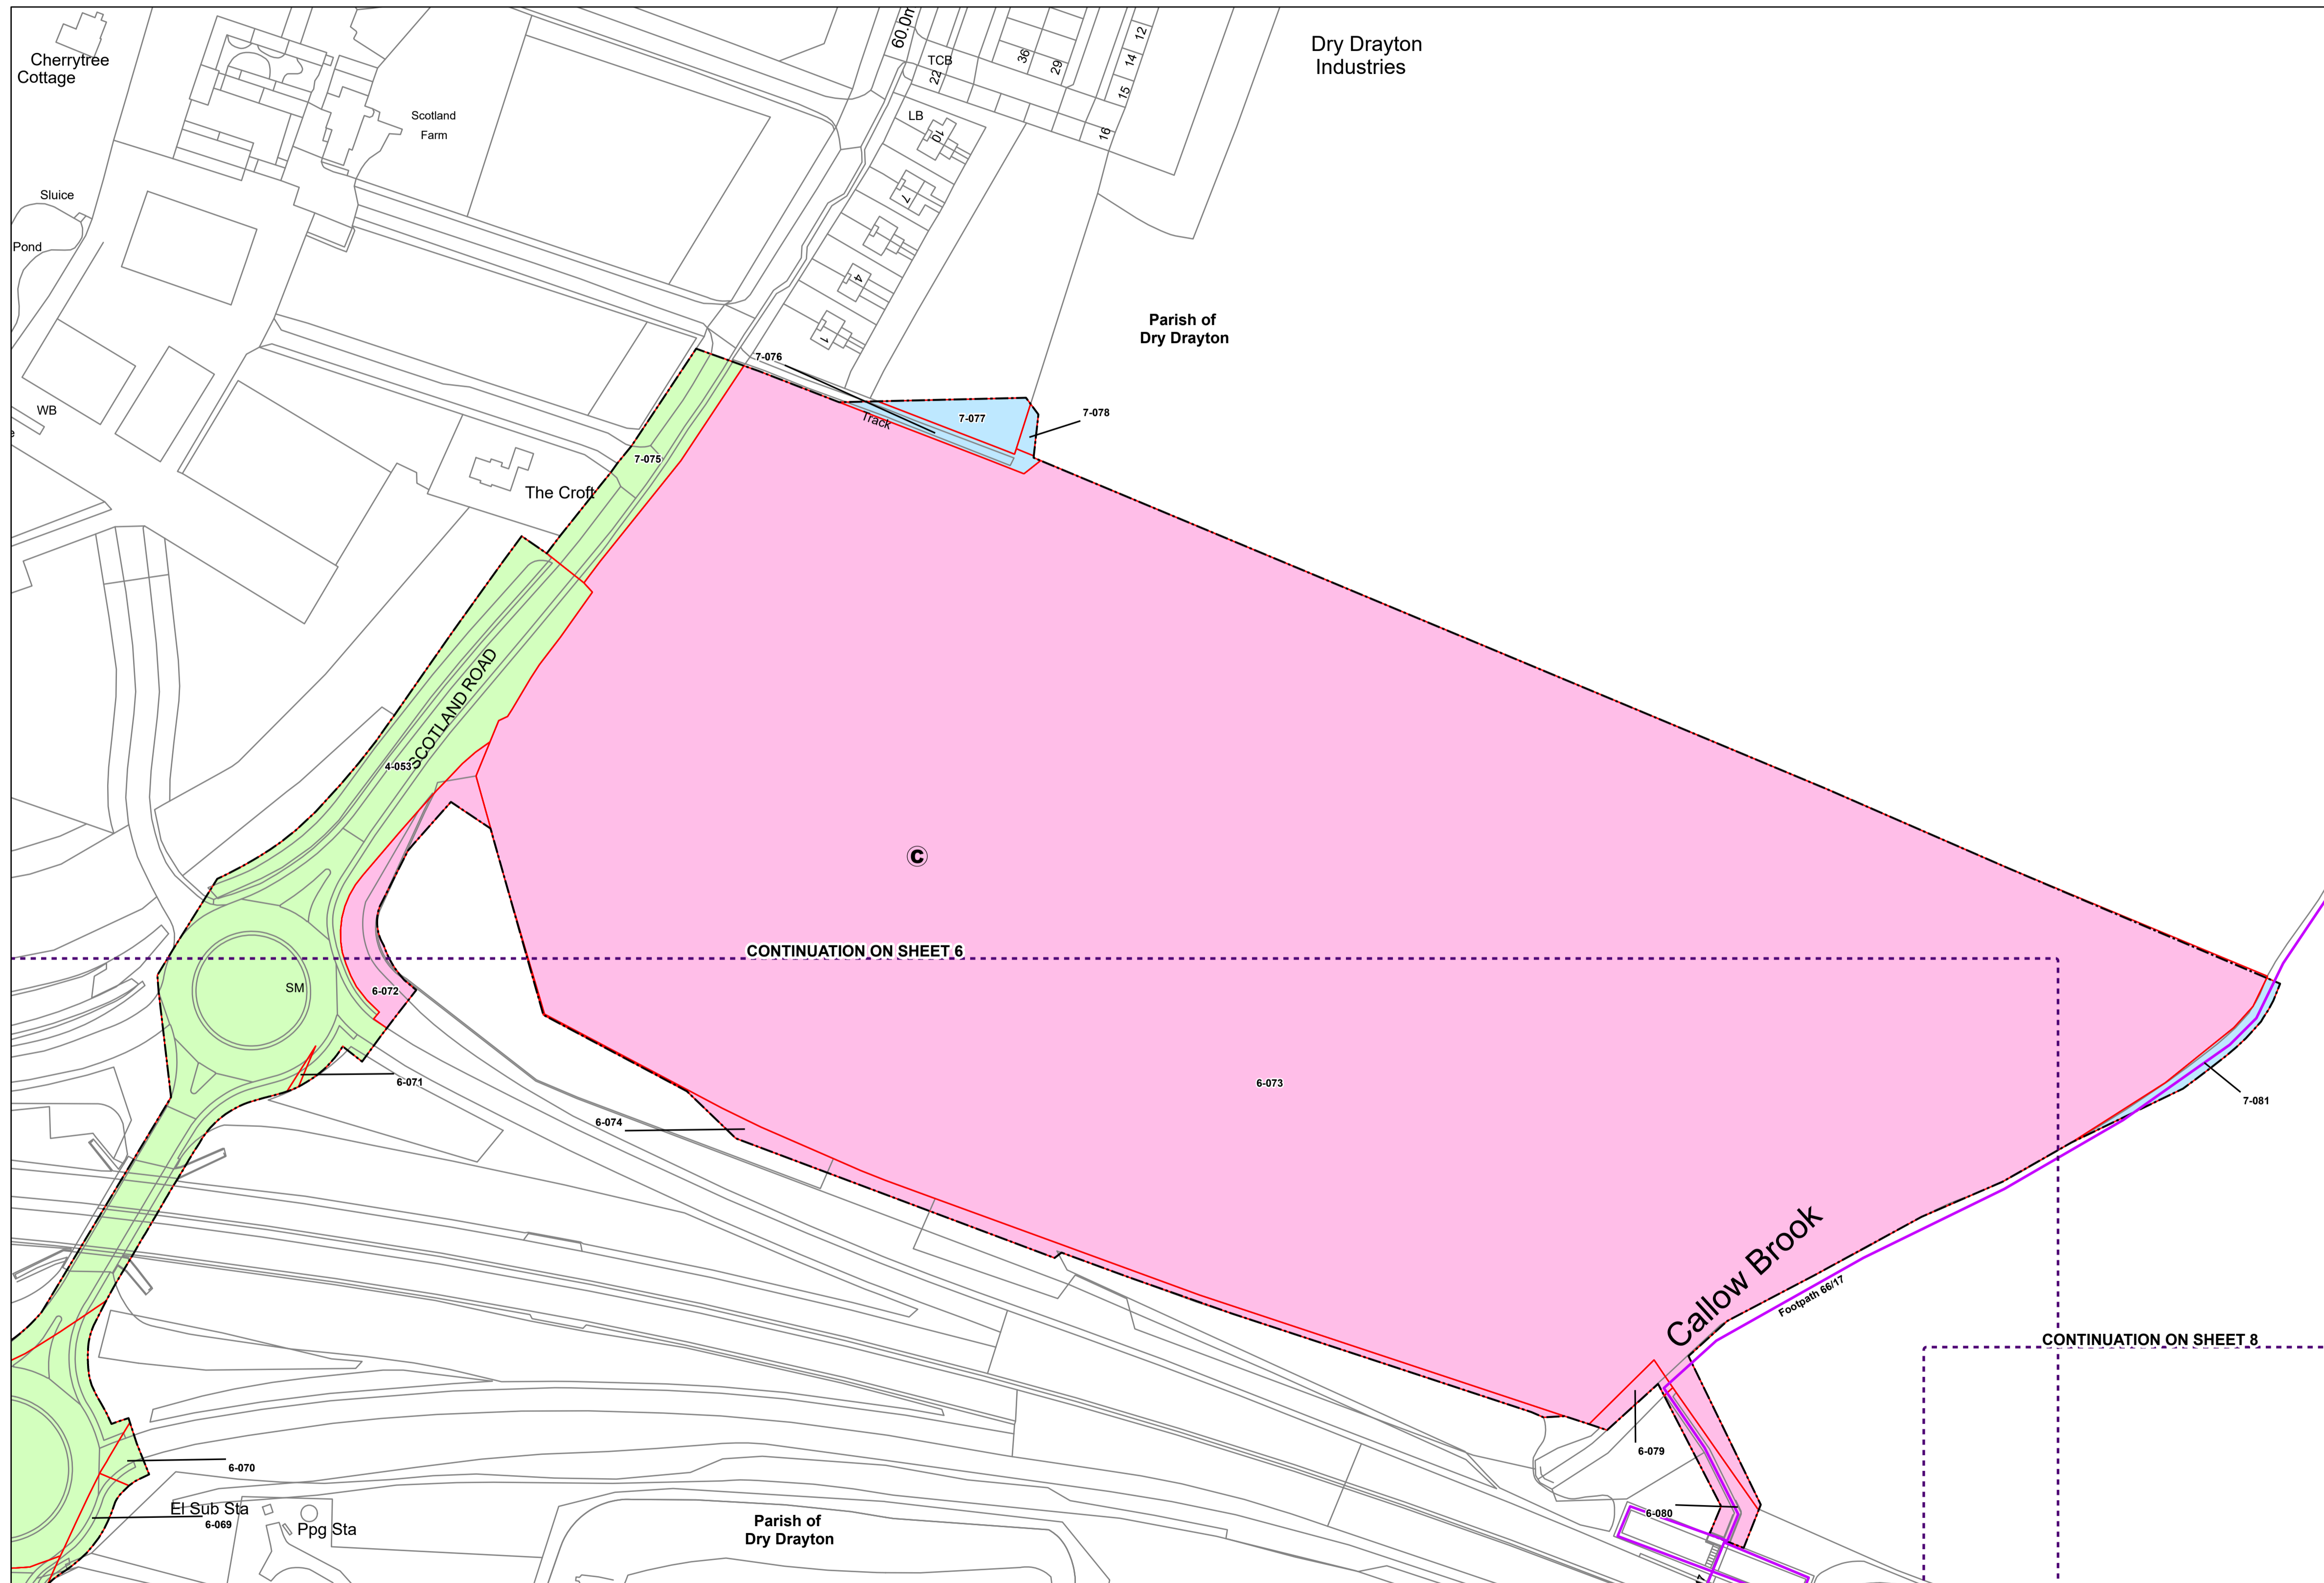 60.0m
12
Dry Drayton
Industries
Cherrytree
Cottage
TCB
36
14
29
22
15
Scotland
Farm
LB
10
16
Sluice
7
Pond
4
Parish of
Dry Drayton
1
7-076
WB
7-077
7-078
Track
e
7-075
The Croft
SCOTLAND ROAD
4-053
C
CONTINUATION ON SHEET 6
SM
6-072
6-071
6-073
7-081
6-074
Callow Brook
Footpath 66/17
CONTINUATION ON SHEET 8
6-079
6-070
El Sub Sta
6-069
Ppg Sta
6-080
Parish of
Dry Drayton